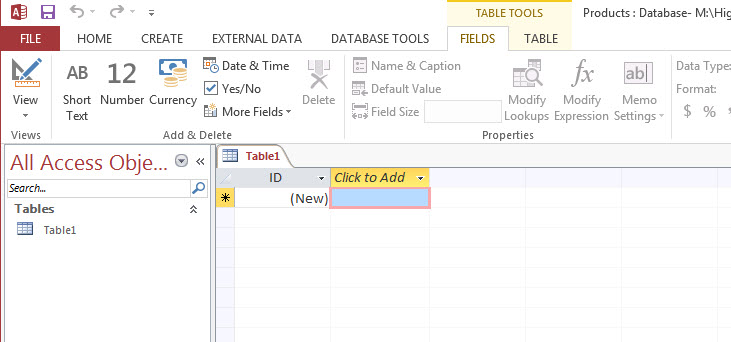 TABLE TOOLS
Products : Database- M:\Hig
FILE HOME CREATE EXTERNAL DATA DATABASE TOOLS FIELDS TABLE
View
Views
AB
Short Text
12
Number
Currency
Date & Time
Yes/No
More Fields
Delete
Add & Delete
Name & Caption
Default Value
Field Size
Modify Lookups
fx
Modify Expression
ab
Memo Settings
Properties
Data Type:
Format:
$ %
All Access Obje...
Search...
Tables
Table1
Table1
ID Click to Add
(New)